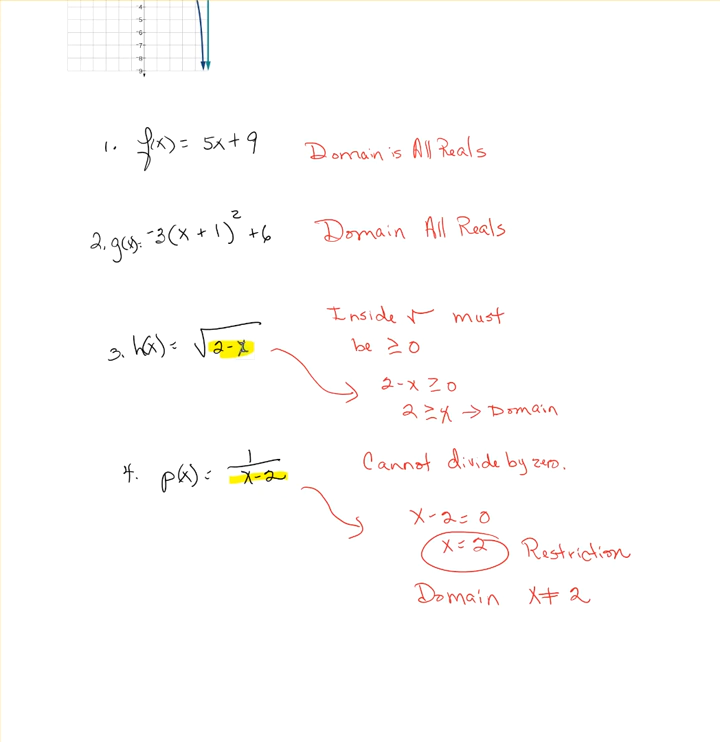 -4
-5
-6
-7
-8
-9
1. f(x) = 5x + 9 Domain is All Reals
2. g(x) = -3(x + 1)² + 6 Domain All Reals
Inside √ must
be ≥ 0
3. h(x) = √(2 - x)
2 - x ≥ 0
2 ≥ x → Domain
4. p(x) = 1/(x - 2) Cannot divide by zero.
x - 2 = 0
x = 2 Restriction
Domain x ≠ 2